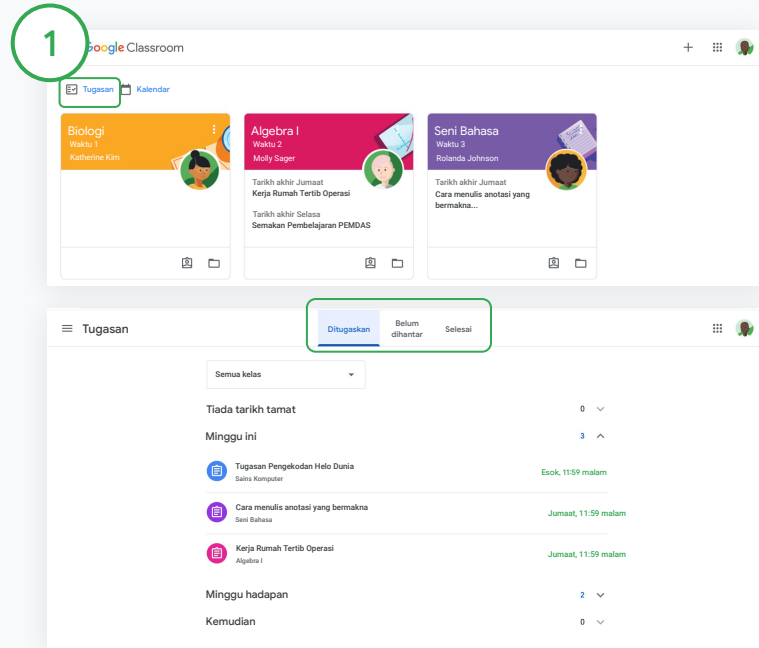 1
Google Classroom
Tugasan Kalendar
Biologi
Waktu 1
Katherine Kim
Algebra I
Waktu 2
Molly Sager
Tarikh akhir Jumaat
Kerja Rumah Tertib Operasi
Tarikh akhir Selasa
Semakan Pembelajaran PEMDAS
Seni Bahasa
Waktu 3
Rolanda Johnson
Tarikh akhir Jumaat
Cara menulis anotasi yang
bermakna...
Tugasan
Ditugaskan
Belum
dihantar
Selesai
Semua kelas
Tiada tarikh tamat 0
Minggu ini 3
Tugasan Pengekodan Helo Dunia
Sains Komputer
Esok, 11:59 malam
Cara menulis anotasi yang bermakna
Seni Bahasa
Jumaat, 11:59 malam
Kerja Rumah Tertib Operasi
Algebra I
Jumaat, 11:59 malam
Minggu hadapan 2
Kemudian 0